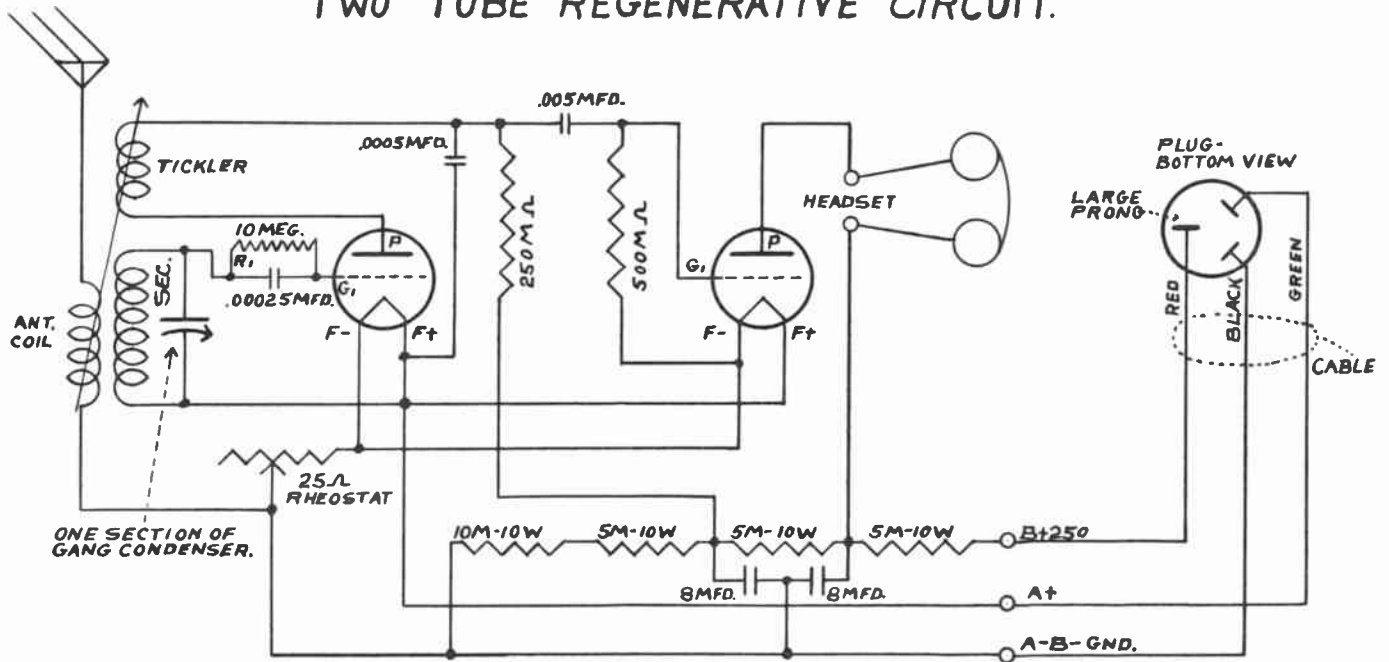 TWO TUBE REGENERATIVE CIRCUIT.
.005MFD.
.0005MFD.
TICKLER
PLUG-
BOTTOM VIEW
LARGE
PRONG
HEADSET
10 MEG.
R1
.00025MFD.
P
G1
F-
F+
250MΩ
500MΩ
P
G1
F-
F+
SEC.
ANT.
COIL
RED
BLACK
GREEN
CABLE
25Ω
RHEOSTAT
ONE SECTION OF
GANG CONDENSER.
10M-10W
5M-10W
5M-10W
5M-10W
B+250
8MFD.
8MFD.
A+
A-B-GND.